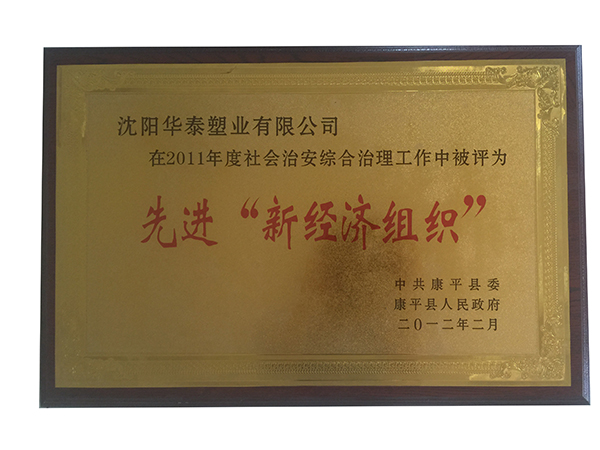 沈阳华泰塑业有限公司
在2011年度社会治安综合治理工作中被评为
先进“新经济组织”
中共康平县委
康平县人民政府
二〇一二年二月